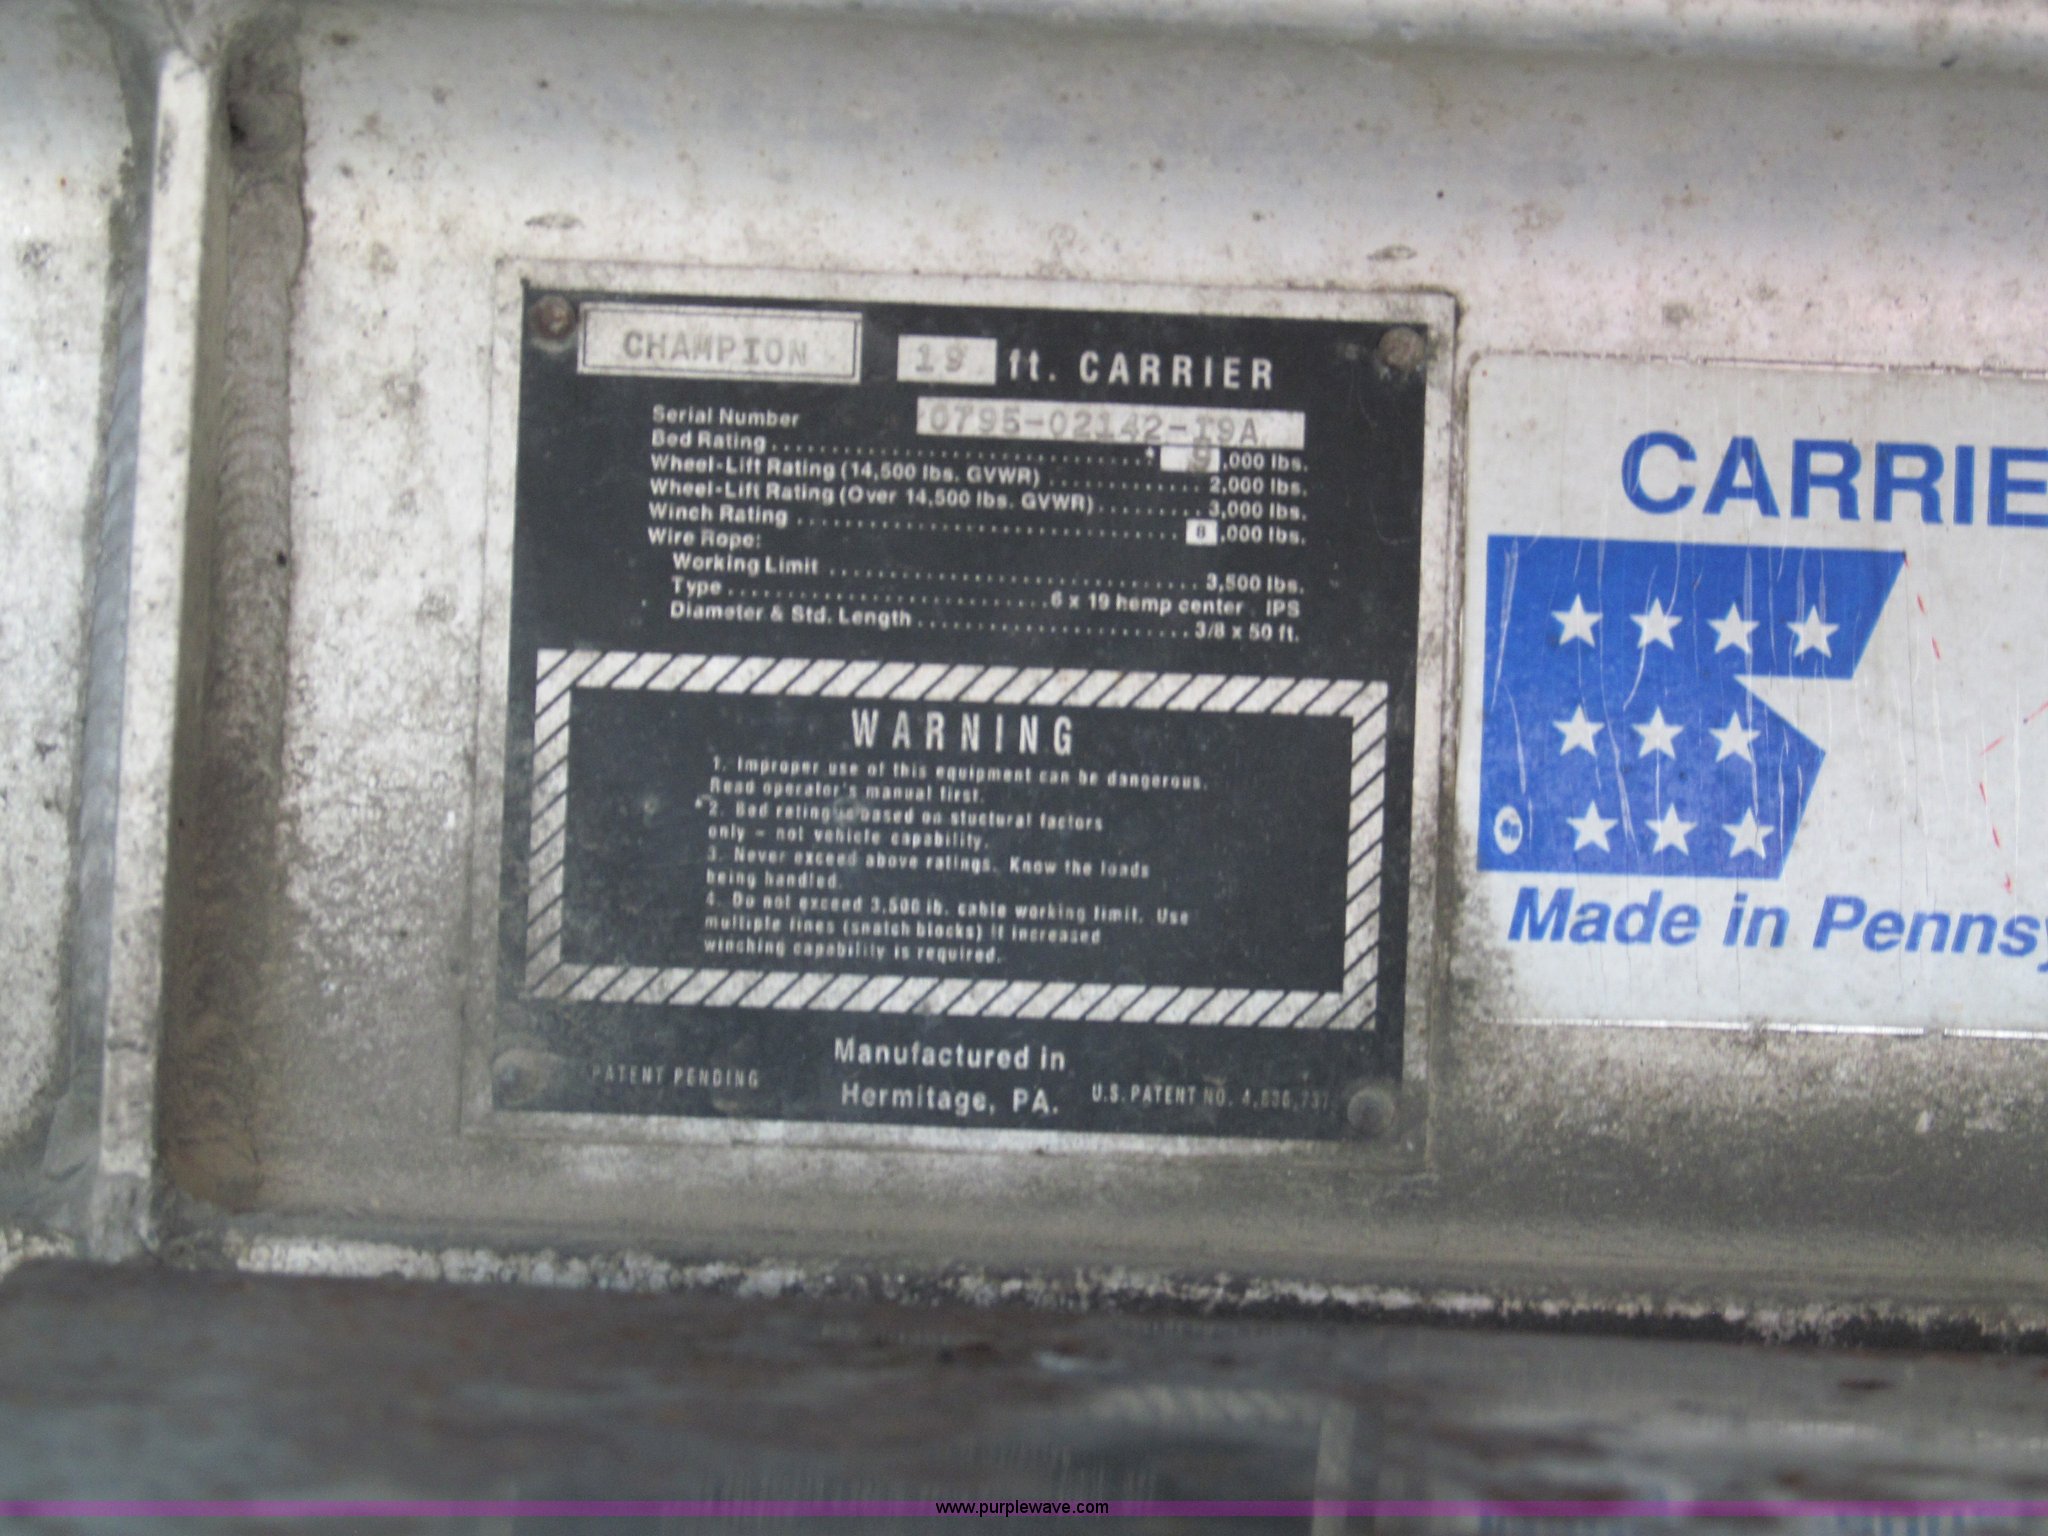 CHAMPION 19 ft. CARRIER
Serial Number 0795-02142-19A
Bed Rating 9,000 lbs.
Wheel-Lift Rating (14,500 lbs. GVWR) 2,000 lbs.
Wheel-Lift Rating (Over 14,500 lbs. GVWR) 3,000 lbs.
Winch Rating 8,000 lbs.
Wire Rope:
Working Limit 3,500 lbs.
Type 6 x 19 hemp center IPS
Diameter & Std. Length 3/8 x 50 ft.
WARNING
1. Improper use of this equipment can be dangerous.
Read operator's manual first.
2. Bed rating is based on stuctural factors
only - not vehicle capability.
3. Never exceed above ratings. Know the loads
being handled.
4. Do not exceed 3,500 lb. cable working limit. Use
multiple lines (snatch blocks) if increased
winching capability is required.
Manufactured in
Hermitage, PA.
PATENT PENDING
U.S. PATENT NO. 4,836,737
CARRIE
Made in Pennsy
www.purplewave.com